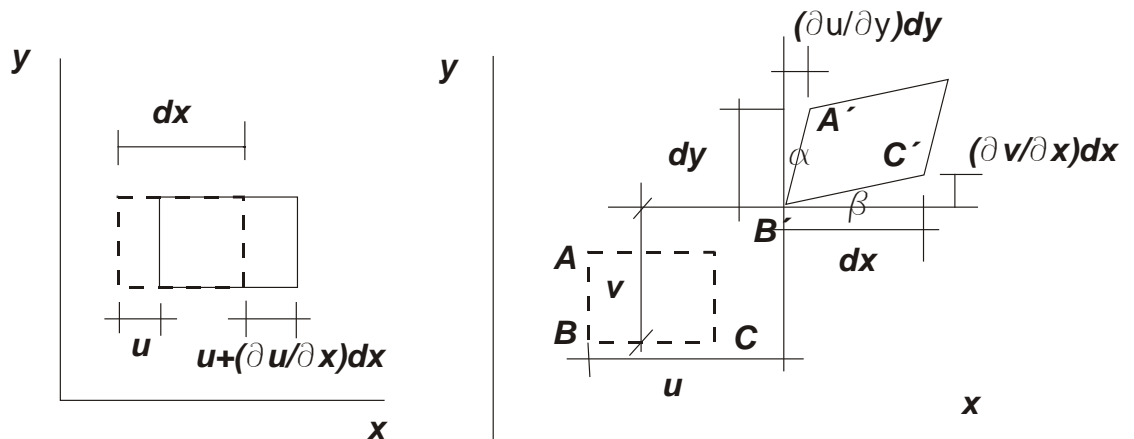 y
dx
u
u+(∂u/∂x)dx
x
y
(∂u/∂y)dy
A´
dy
α
C´
(∂v/∂x)dx
β
B´
dx
A
v
B
C
u
x